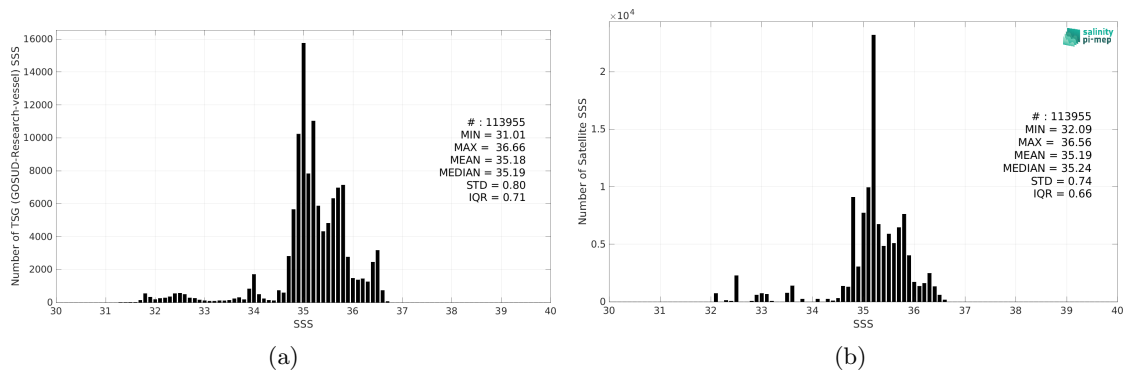 16000
14000
12000
10000
8000
6000
4000
2000
0
Number of TSG (GOSUD-Research-vessel) SSS
# : 113955
MIN = 31.01
MAX = 36.66
MEAN = 35.18
MEDIAN = 35.19
STD = 0.80
IQR = 0.71
30 31 32 33 34 35 36 37 38 39 40
SSS
(a)
×10⁴
2
1.5
1
0.5
0
Number of Satellite SSS
salinity
pi-mep
# : 113955
MIN = 32.09
MAX = 36.56
MEAN = 35.19
MEDIAN = 35.24
STD = 0.74
IQR = 0.66
30 31 32 33 34 35 36 37 38 39 40
SSS
(b)